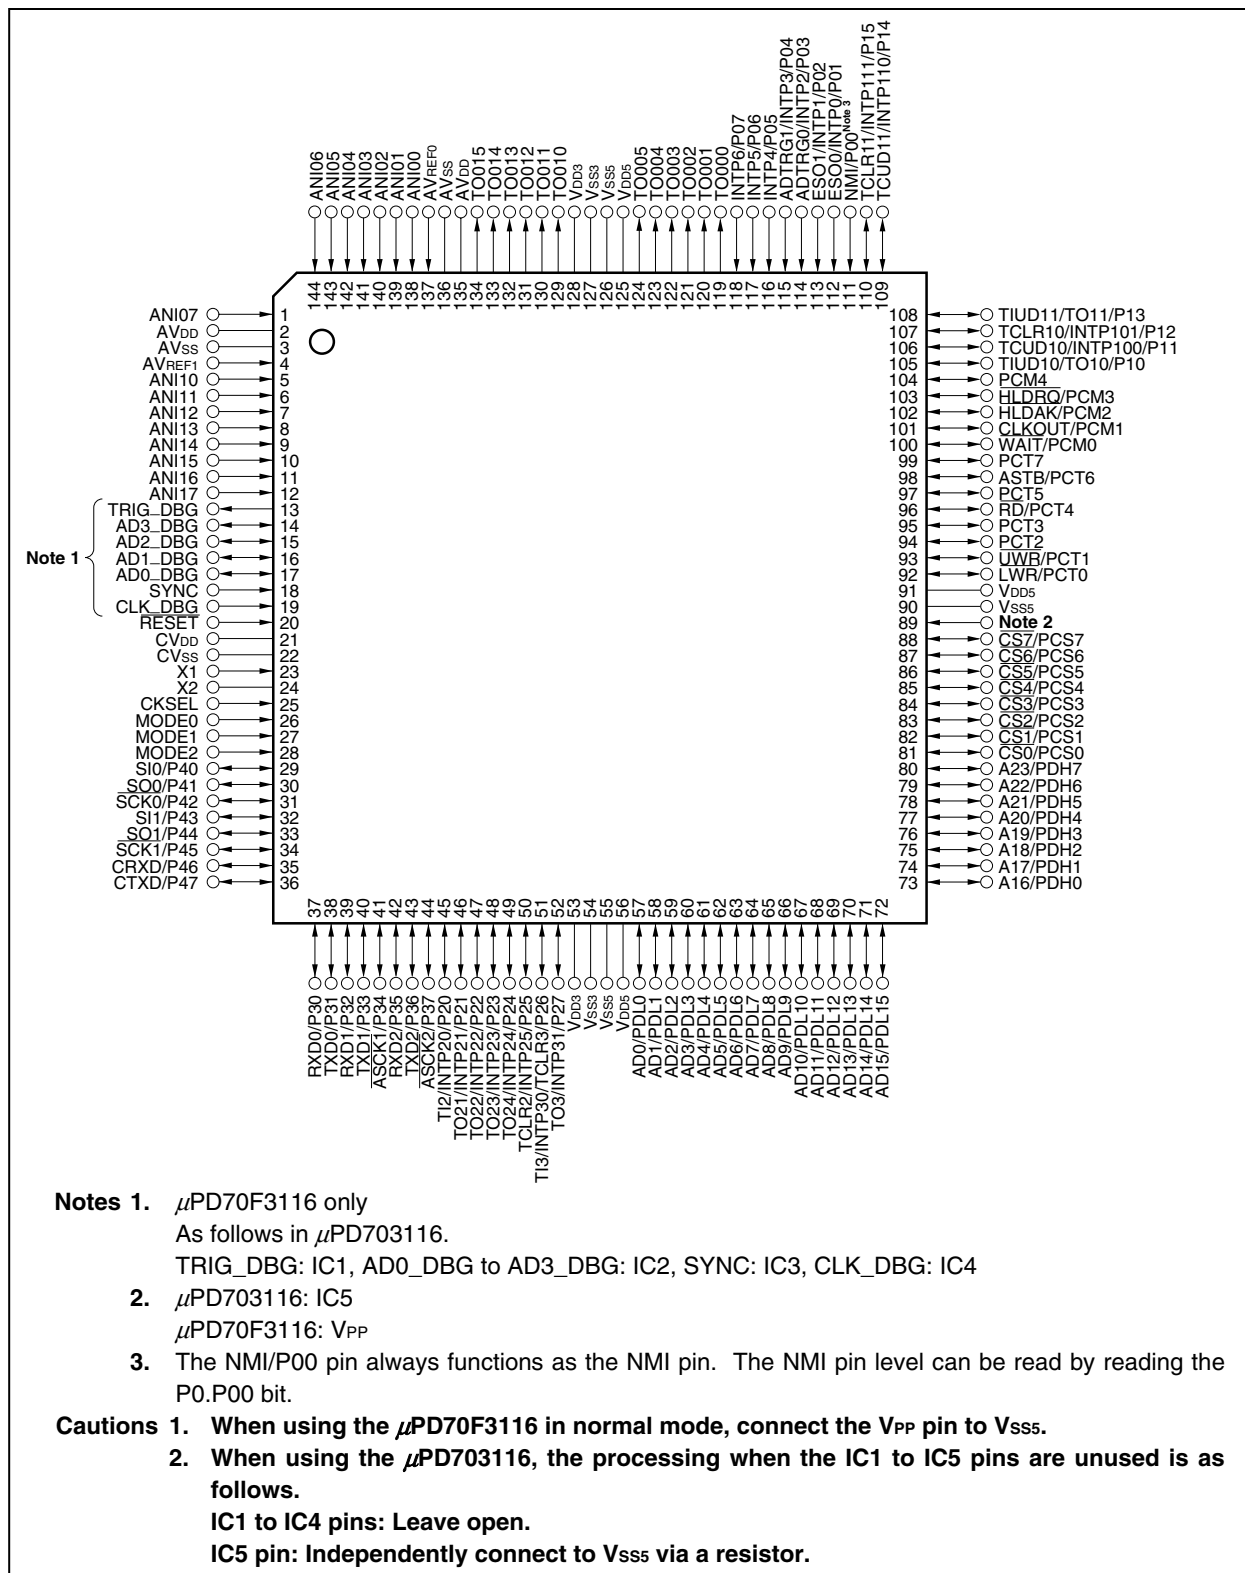 ANI06
ANI05
ANI04
ANI03
ANI02
ANI01
ANI00
AVREF0
AVSS
AVDD
TO015
TO014
TO013
TO012
TO011
TO010
VDD3
VSS3
VSS5
VDD5
TO005
TO004
TO003
TO002
TO001
TO000
INTP6/P07
INTP5/P06
INTP4/P05
ADTRG1/INTP3/P04
ADTRG0/INTP2/P03
ESO1/INTP1/P02
ESO0/INTP0/P01
NMI/P00 Note 3
TCLR11/INTP111/P15
TCUD11/INTP110/P14
144 143 142 141 140 139 138 137 136 135 134 133 132 131 130 129 128 127 126 125 124 123 122 121 120 119 118 117 116 115 114 113 112 111 110 109
ANI07 1
AVDD 2
AVSS 3
AVREF1 4
ANI10 5
ANI11 6
ANI12 7
ANI13 8
ANI14 9
ANI15 10
ANI16 11
ANI17 12
TRIG_DBG 13
AD3_DBG 14
AD2_DBG 15
Note 1
AD1_DBG 16
AD0_DBG 17
SYNC 18
CLK_DBG 19
RESET 20
CVDD 21
CVSS 22
X1 23
X2 24
CKSEL 25
MODE0 26
MODE1 27
MODE2 28
SI0/P40 29
SO0/P41 30
SCK0/P42 31
SI1/P43 32
SO1/P44 33
SCK1/P45 34
CRXD/P46 35
CTXD/P47 36
108 TIUD11/TO11/P13
107 TCLR10/INTP101/P12
106 TCUD10/INTP100/P11
105 TIUD10/TO10/P10
104 PCM4
103 HLDRQ/PCM3
102 HLDAK/PCM2
101 CLKOUT/PCM1
100 WAIT/PCM0
99 PCT7
98 ASTB/PCT6
97 PCT5
96 RD/PCT4
95 PCT3
94 PCT2
93 UWR/PCT1
92 LWR/PCT0
91 VDD5
90 VSS5
89 Note 2
88 CS7/PCS7
87 CS6/PCS6
86 CS5/PCS5
85 CS4/PCS4
84 CS3/PCS3
83 CS2/PCS2
82 CS1/PCS1
81 CS0/PCS0
80 A23/PDH7
79 A22/PDH6
78 A21/PDH5
77 A20/PDH4
76 A19/PDH3
75 A18/PDH2
74 A17/PDH1
73 A16/PDH0
37 38 39 40 41 42 43 44 45 46 47 48 49 50 51 52 53 54 55 56 57 58 59 60 61 62 63 64 65 66 67 68 69 70 71 72
RXD0/P30
TXD0/P31
RXD1/P32
TXD1/P33
ASCK1/P34
RXD2/P35
TXD2/P36
ASCK2/P37
TI2/INTP20/P20
TO21/INTP21/P21
TO22/INTP22/P22
TO23/INTP23/P23
TO24/INTP24/P24
TCLR2/INTP25/P25
TI3/INTP30/TCLR3/P26
TO3/INTP31/P27
VDD3
VSS3
VSS5
VDD5
AD0/PDL0
AD1/PDL1
AD2/PDL2
AD3/PDL3
AD4/PDL4
AD5/PDL5
AD6/PDL6
AD7/PDL7
AD8/PDL8
AD9/PDL9
AD10/PDL10
AD11/PDL11
AD12/PDL12
AD13/PDL13
AD14/PDL14
AD15/PDL15
Notes 1. μPD70F3116 only
As follows in μPD703116.
TRIG_DBG: IC1, AD0_DBG to AD3_DBG: IC2, SYNC: IC3, CLK_DBG: IC4
2. μPD703116: IC5
μPD70F3116: VPP
3. The NMI/P00 pin always functions as the NMI pin. The NMI pin level can be read by reading the
P0.P00 bit.
Cautions 1. When using the μPD70F3116 in normal mode, connect the VPP pin to VSS5.
2. When using the μPD703116, the processing when the IC1 to IC5 pins are unused is as
follows.
IC1 to IC4 pins: Leave open.
IC5 pin: Independently connect to VSS5 via a resistor.